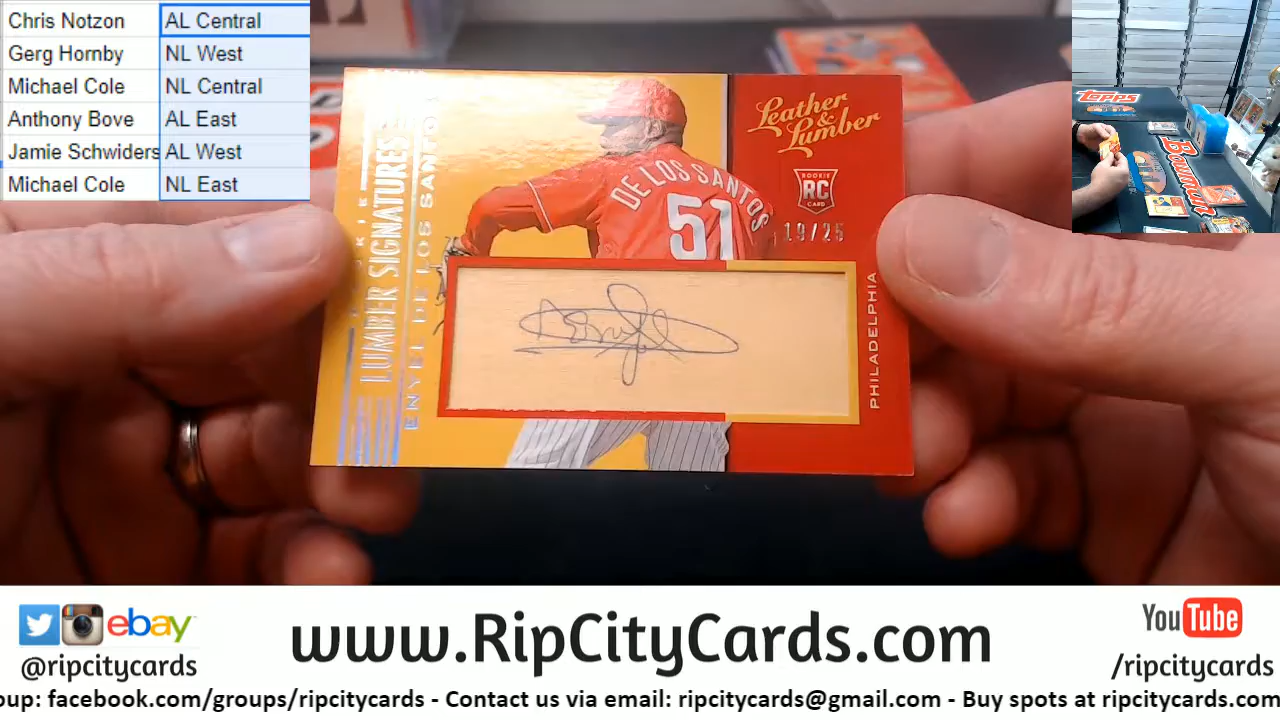 Chris Notzon AL Central
Gerg Hornby NL West
Michael Cole NL Central
Anthony Bove AL East
Jamie Schwiders AL West
Michael Cole NL East
LUMBER SIGNATURES
ENYEL DE LOS SANTOS
DE LOS SANTOS
51
Leather
&
Lumber
ROOKIE
RC
CARD
19/25
PHILADELPHIA
TOPPS
Bowman
ebay
@ripcitycards
www.RipCityCards.com
YouTube
/ripcitycards
oup: facebook.com/groups/ripcitycards - Contact us via email: ripcitycards@gmail.com - Buy spots at ripcitycards.com